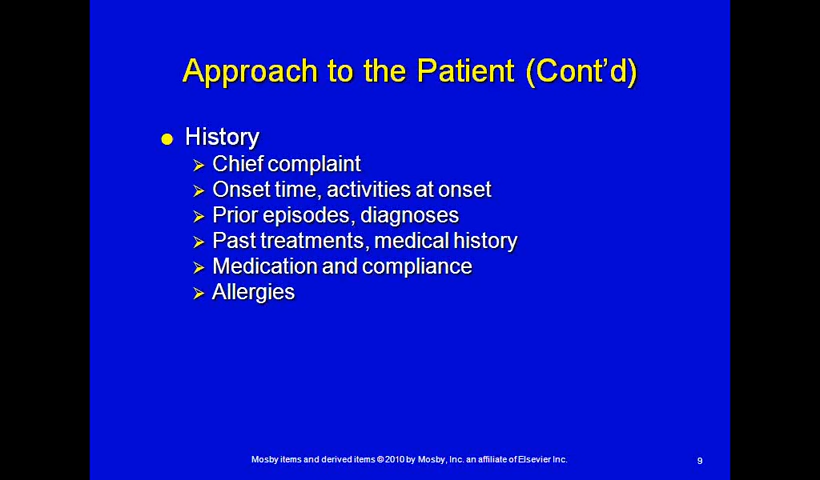 Approach to the Patient (Cont’d)
History
Chief complaint
Onset time, activities at onset
Prior episodes, diagnoses
Past treatments, medical history
Medication and compliance
Allergies
Mosby items and derived items © 2010 by Mosby, Inc. an affiliate of Elsevier Inc.
9